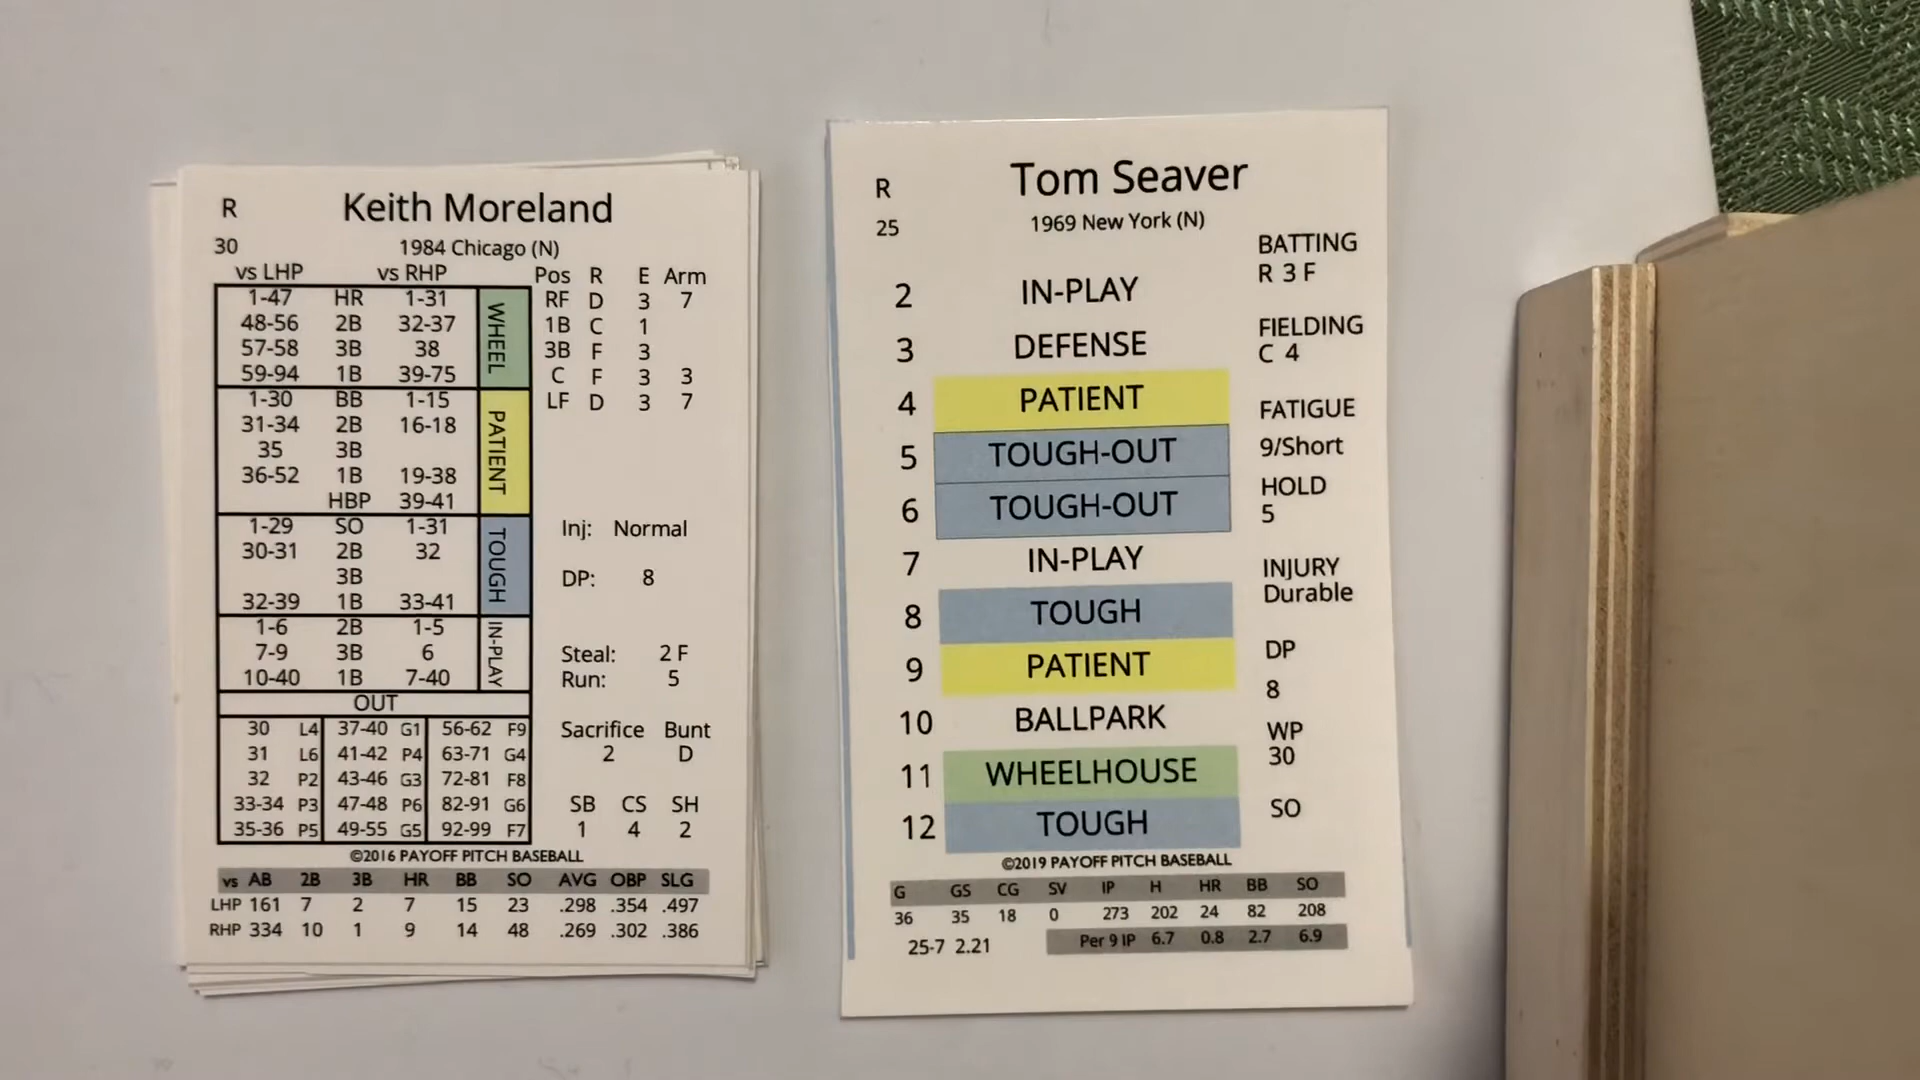 R Keith Moreland
30 1984 Chicago (N)
vs LHP vs RHP Pos R E Arm
1-47 HR 1-31 RF D 3 7
48-56 2B 32-37 1B C 1
57-58 3B 38 3B F 3
59-94 1B 39-75 C F 3 3
WHEEL
1-30 BB 1-15 LF D 3 7
31-34 2B 16-18
35 3B
36-52 1B 19-38
HBP 39-41
PATIENT
1-29 SO 1-31 Inj: Normal
30-31 2B 32
3B DP: 8
32-39 1B 33-41
TOUGH
1-6 2B 1-5
7-9 3B 6 Steal: 2 F
10-40 1B 7-40 Run: 5
IN-PLAY
OUT
30 L4 37-40 G1 56-62 F9 Sacrifice Bunt
31 L6 41-42 P4 63-71 G4 2 D
32 P2 43-46 G3 72-81 F8
33-34 P3 47-48 P6 82-91 G6 SB CS SH
35-36 P5 49-55 G5 92-99 F7 1 4 2
©2016 PAYOFF PITCH BASEBALL
vs AB 2B 3B HR BB SO AVG OBP SLG
LHP 161 7 2 7 15 23 .298 .354 .497
RHP 334 10 1 9 14 48 .269 .302 .386
R Tom Seaver
25 1969 New York (N)
BATTING
R 3 F
2 IN-PLAY
FIELDING
3 DEFENSE
C 4
4 PATIENT
FATIGUE
5 TOUGH-OUT
9/Short
6 TOUGH-OUT
HOLD
5
7 IN-PLAY
INJURY
Durable
8 TOUGH
9 PATIENT
DP
8
10 BALLPARK
WP
30
11 WHEELHOUSE
SO
12 TOUGH
©2019 PAYOFF PITCH BASEBALL
G GS CG SV IP H HR BB SO
36 35 18 0 273 202 24 82 208
25-7 2.21 Per 9 IP 6.7 0.8 2.7 6.9